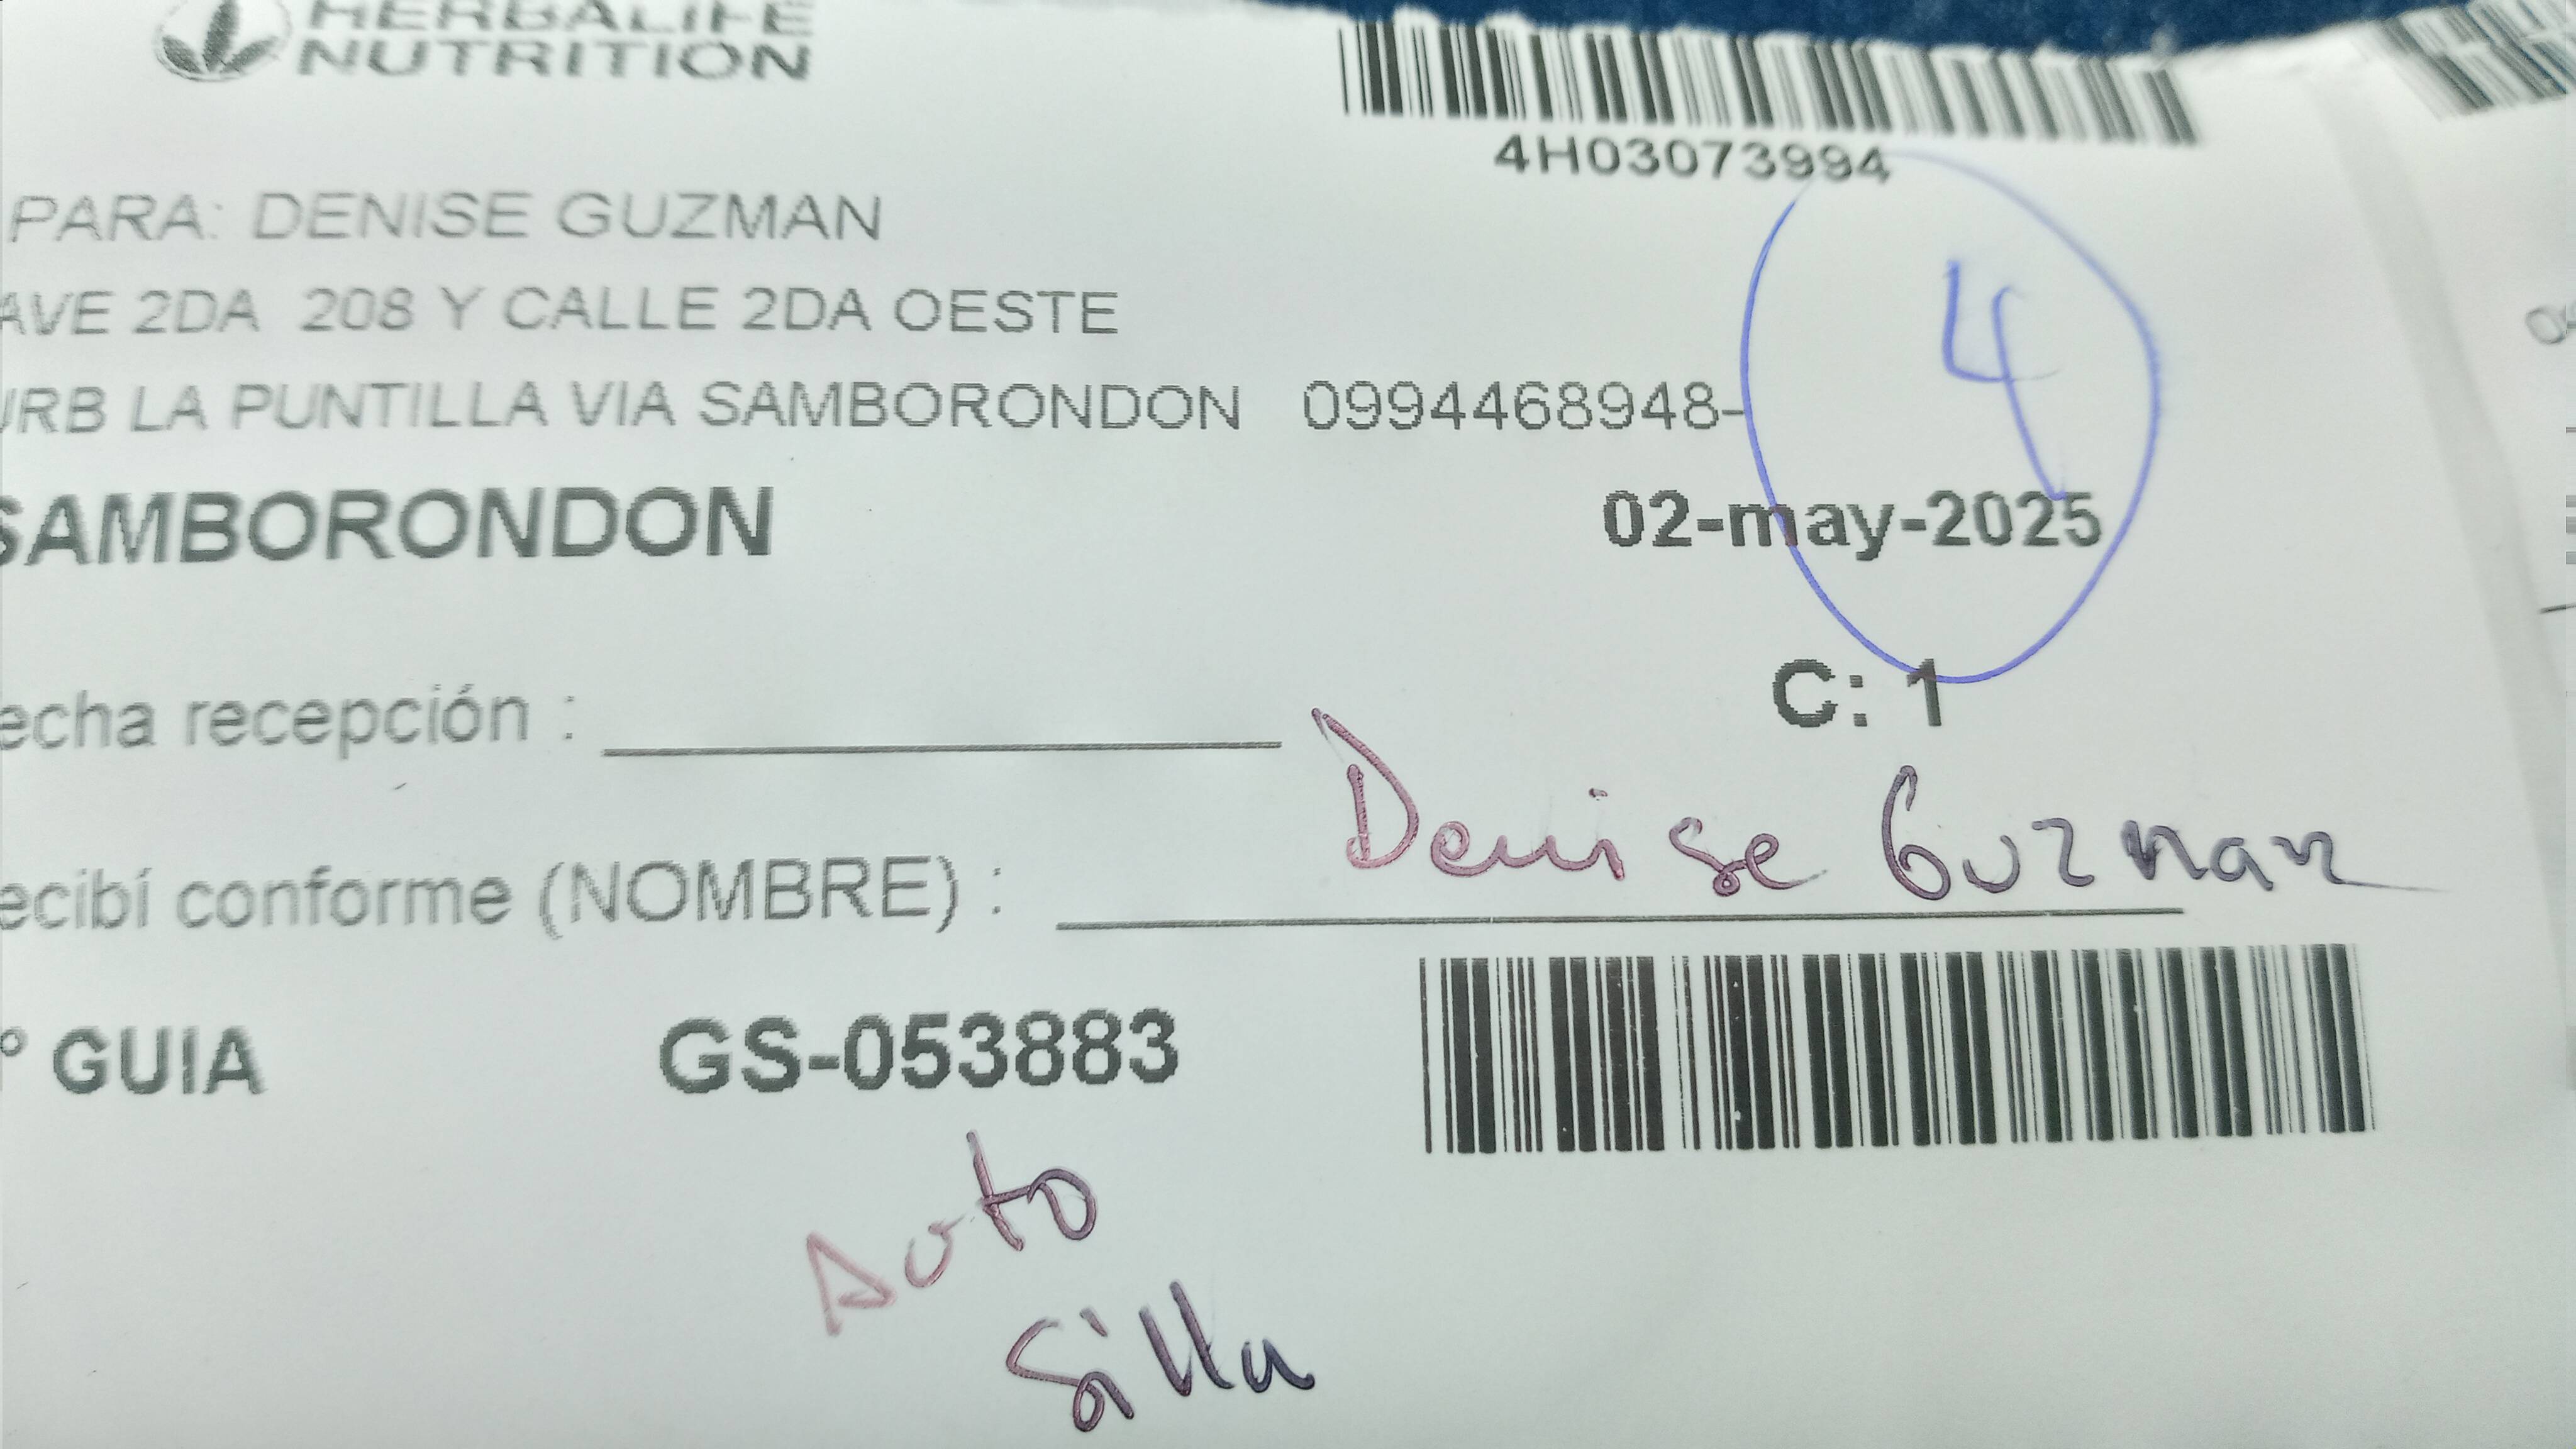 HERBALIFE
NUTRITION
4H03073994
PARA: DENISE GUZMAN
4
AVE 2DA 208 Y CALLE 2DA OESTE
URB LA PUNTILLA VIA SAMBORONDON 0994468948-
SAMBORONDON 02-may-2025
C: 1
echa recepción :
Denise Guzman
ecibí conforme (NOMBRE) :
° GUIA GS-053883
Auto
Silla